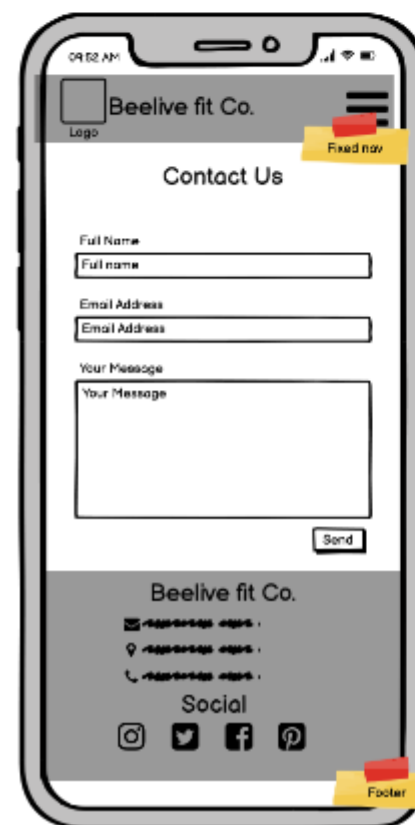 09:52 AM
Beelive fit Co.
Logo
Fixed nav
Contact Us
Full Name
Full name
Email Address
Email Address
Your Message
Your Message
Send
Beelive fit Co.
Social
Footer